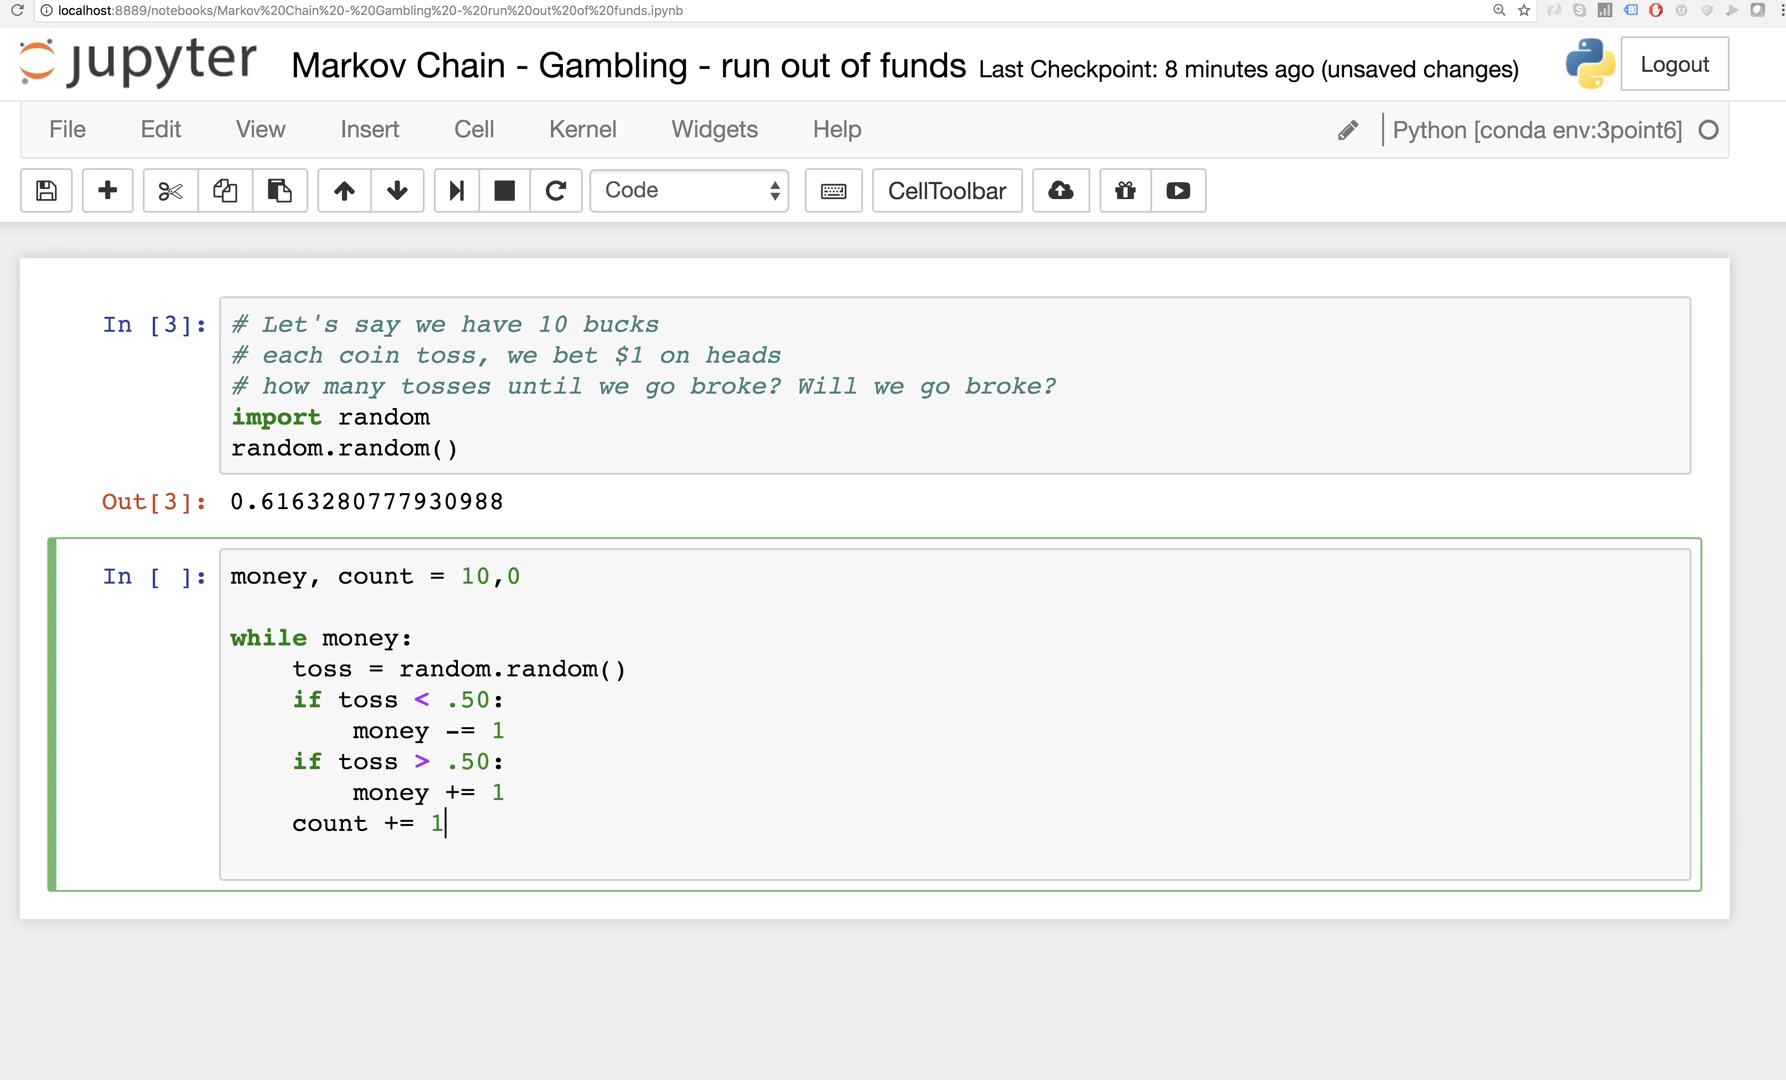 localhost:8889/notebooks/Markov%20Chain%20-%20Gambling%20-%20run%20out%20of%20funds.ipynb
jupyter Markov Chain - Gambling - run out of funds Last Checkpoint: 8 minutes ago (unsaved changes) Logout
File Edit View Insert Cell Kernel Widgets Help Python [conda env:3point6]
Code CellToolbar
In [3]: # Let's say we have 10 bucks
# each coin toss, we bet $1 on heads
# how many tosses until we go broke? Will we go broke?
import random
random.random()
Out[3]: 0.6163280777930988
In [ ]: money, count = 10,0
while money:
    toss = random.random()
    if toss < .50:
        money -= 1
    if toss > .50:
        money += 1
    count += 1